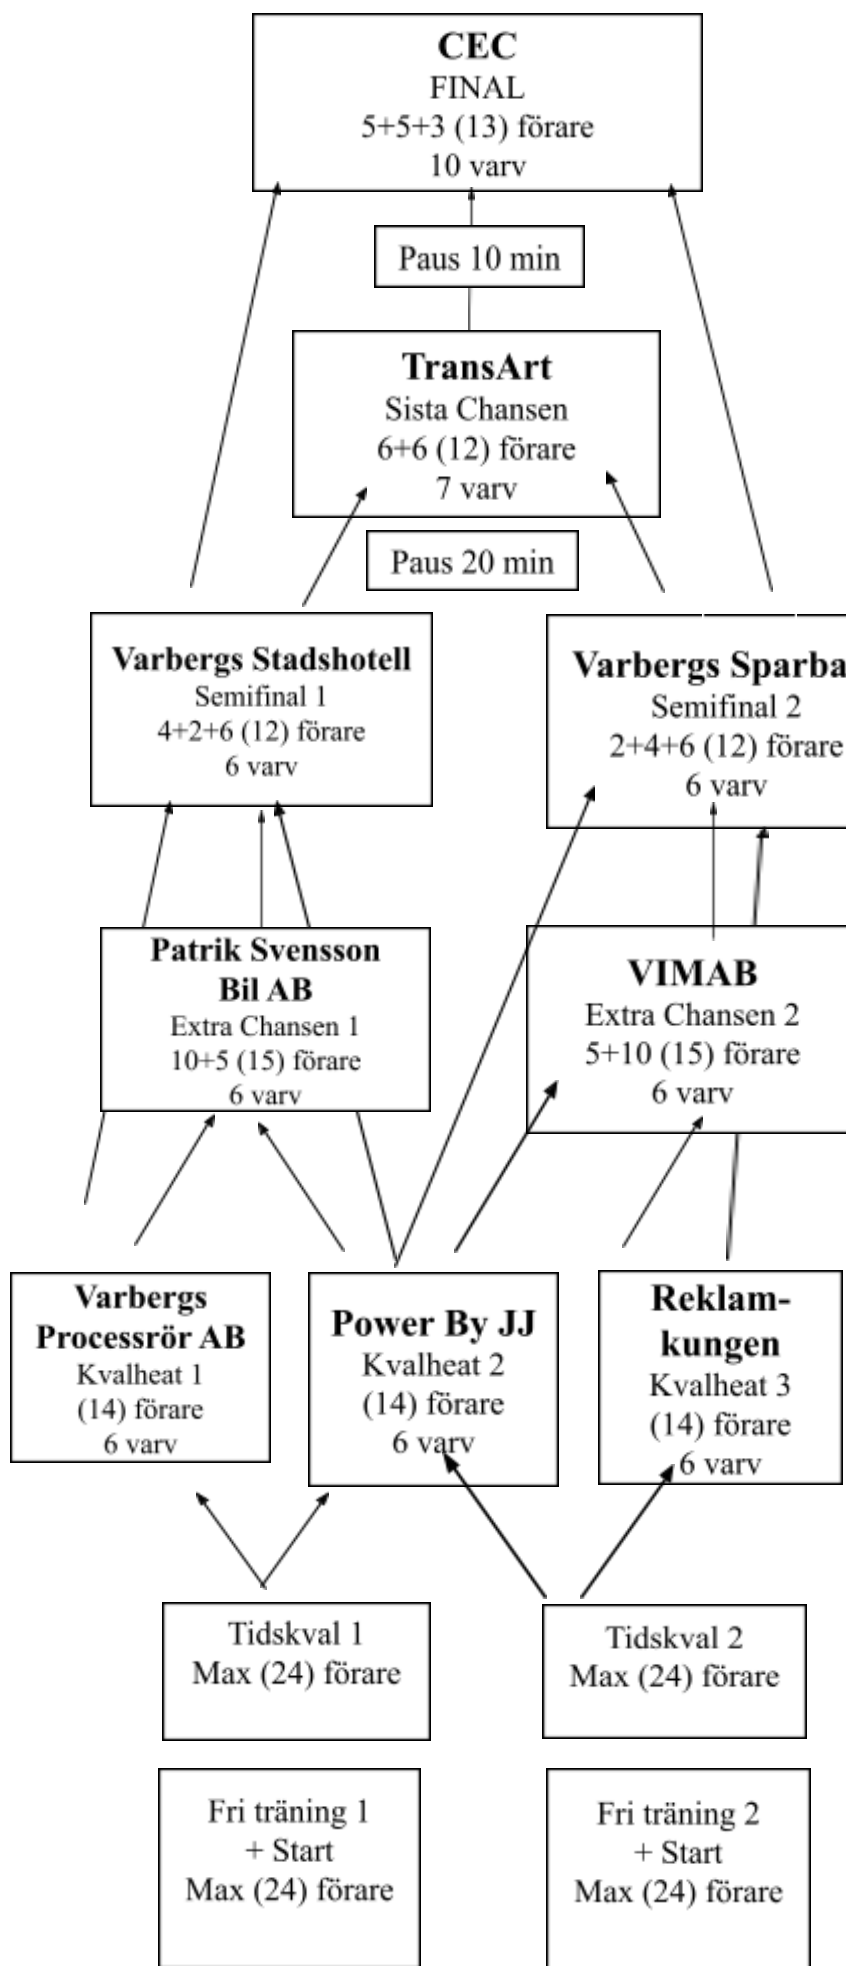 CEC
FINAL
5+5+3 (13) förare
10 varv
Paus 10 min
TransArt
Sista Chansen
6+6 (12) förare
7 varv
Paus 20 min
Varbergs Stadshotell
Semifinal 1
4+2+6 (12) förare
6 varv
Varbergs Sparba
Semifinal 2
2+4+6 (12) förare
6 varv
Patrik Svensson
Bil AB
Extra Chansen 1
10+5 (15) förare
6 varv
VIMAB
Extra Chansen 2
5+10 (15) förare
6 varv
Varbergs
Processrör AB
Kvalheat 1
(14) förare
6 varv
Power By JJ
Kvalheat 2
(14) förare
6 varv
Reklam-
kungen
Kvalheat 3
(14) förare
6 varv
Tidskval 1
Max (24) förare
Tidskval 2
Max (24) förare
Fri träning 1
+ Start
Max (24) förare
Fri träning 2
+ Start
Max (24) förare